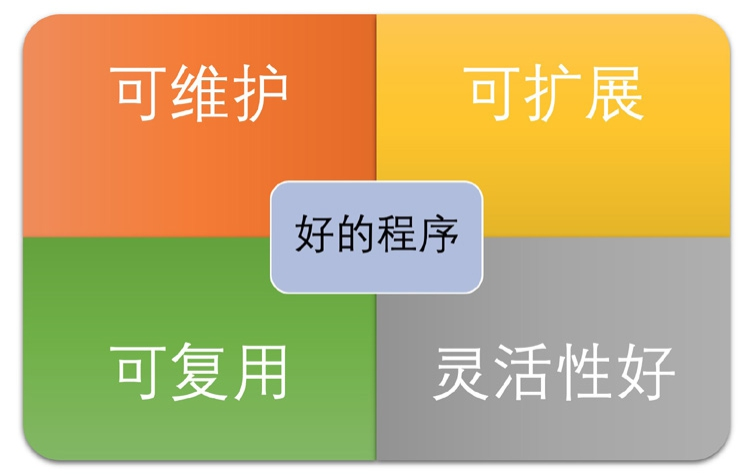 可维护
可扩展
好的程序
可复用
灵活性好